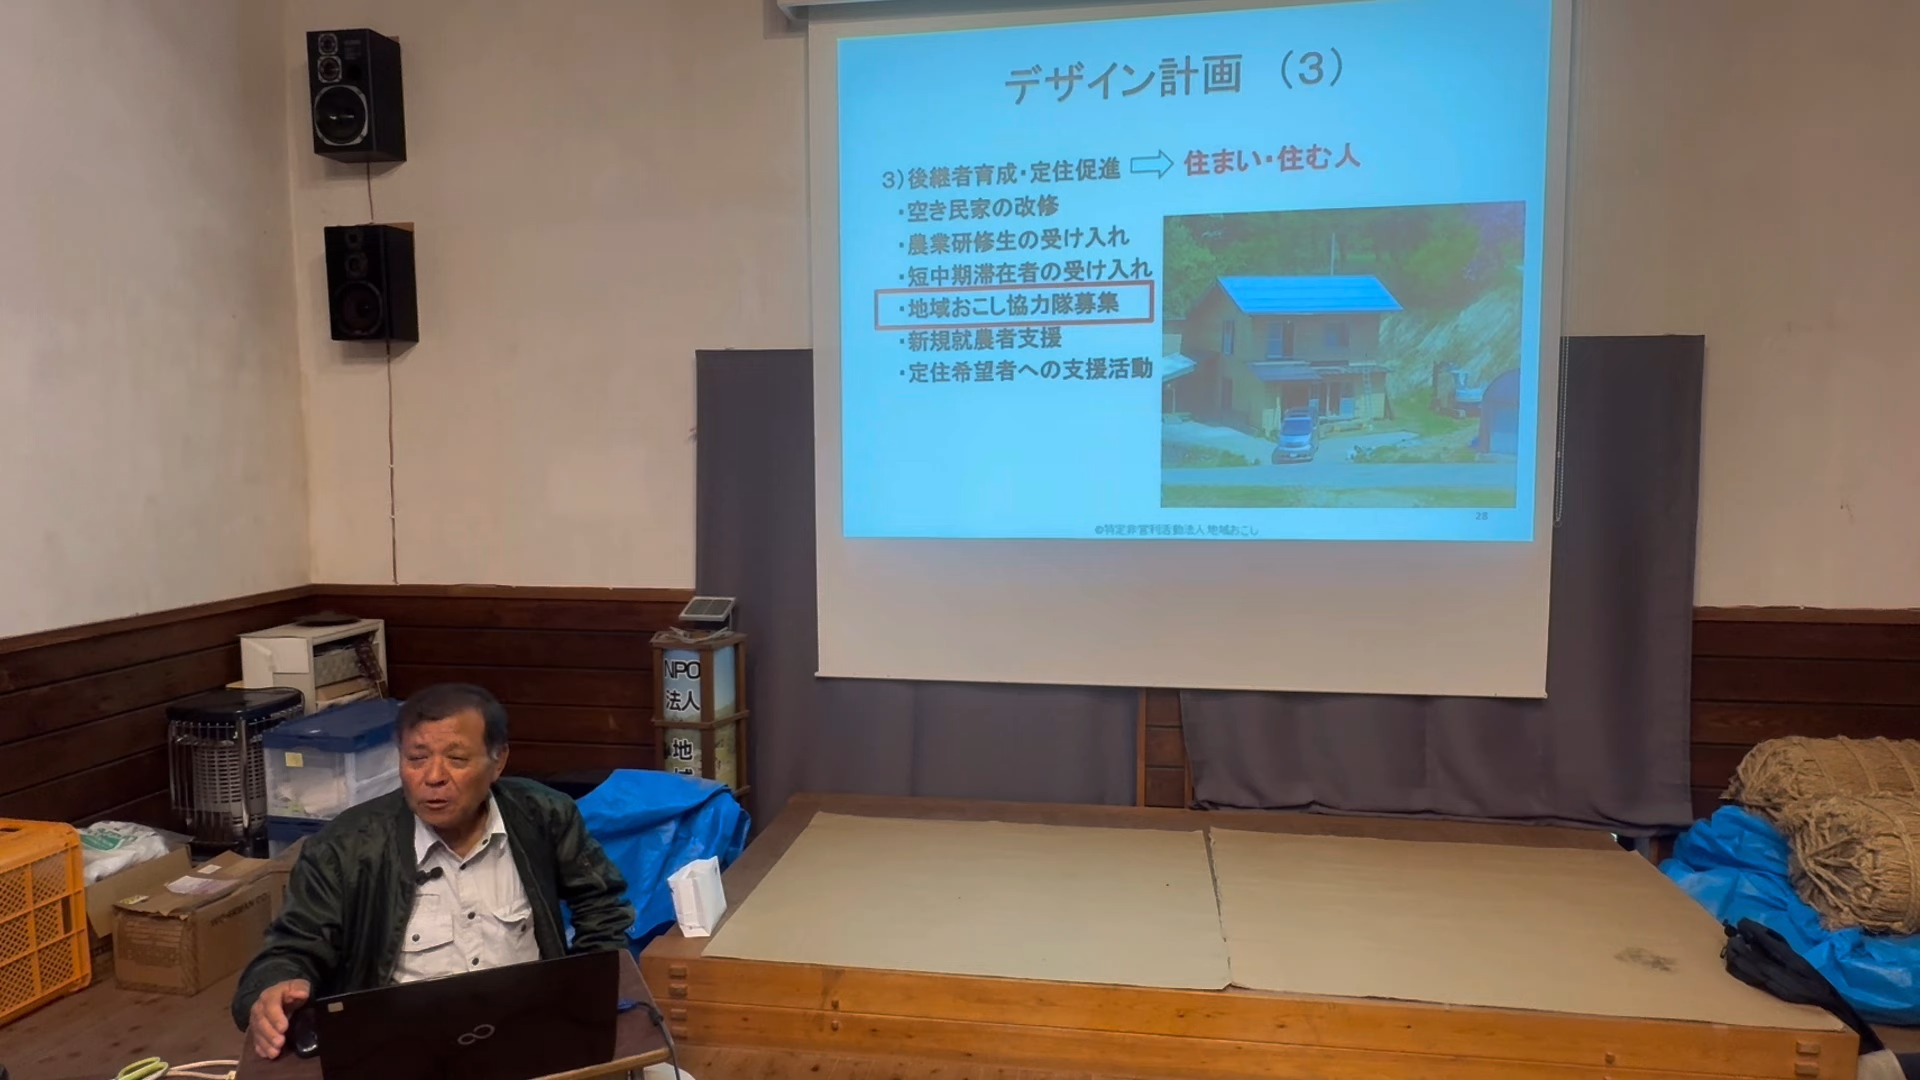 デザイン計画 （3）
3）後継者育成・定住促進 ⇨ 住まい・住む人
・空き民家の改修
・農業研修生の受け入れ
・短中期滞在者の受け入れ
・地域おこし協力隊募集
・新規就農者支援
・定住希望者への支援活動
28
©特定非営利活動法人地域おこし
NPO
法人
地
域